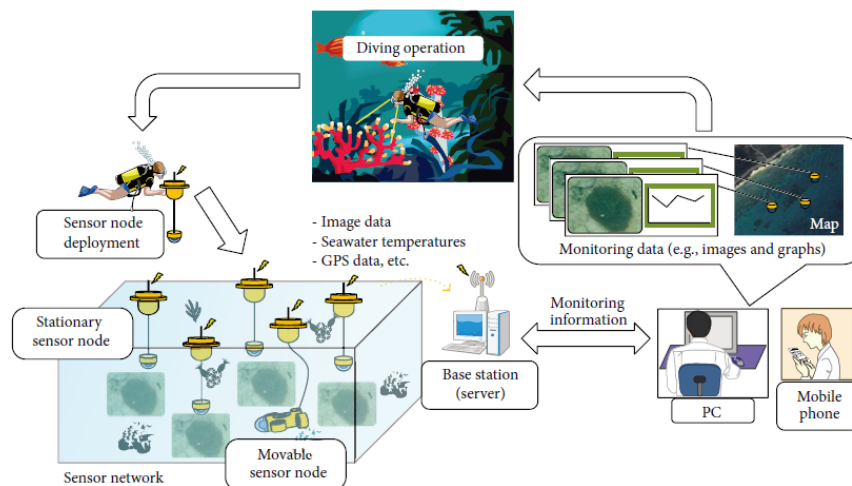 Diving operation
Sensor node
deployment
- Image data
- Seawater temperatures
- GPS data, etc.
Map
Monitoring data (e.g., images and graphs)
Stationary
sensor node
Monitoring
information
Base station
(server)
PC
Mobile
phone
Movable
sensor node
Sensor network